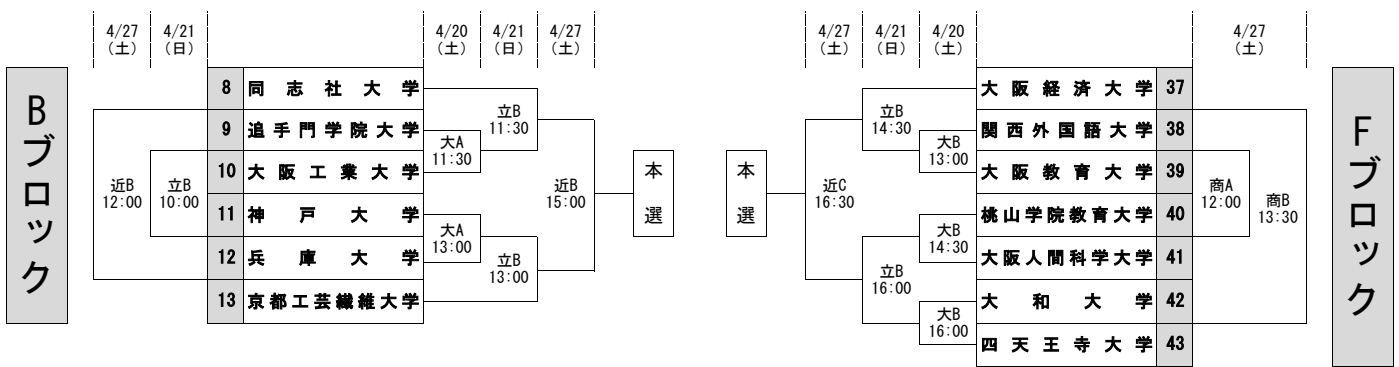 4/27 4/21 4/20 4/21 4/27
(土) (日) (土) (日) (土)
Bブロック
近B
12:00
立B
10:00
8 同志社大学
9 追手門学院大学
10 大阪工業大学
11 神戸大学
12 兵庫大学
13 京都工芸繊維大学
大A
11:30
大A
13:00
立B
11:30
立B
13:00
近B
15:00
本選
4/27 4/21 4/20 4/27
(土) (日) (土) (土)
本選
近C
16:30
立B
14:30
立B
16:00
大B
13:00
大B
14:30
大B
16:00
大阪経済大学 37
関西外国語大学 38
大阪教育大学 39
桃山学院教育大学 40
大阪人間科学大学 41
大和大学 42
四天王寺大学 43
商A
12:00
商B
13:30
Fブロック